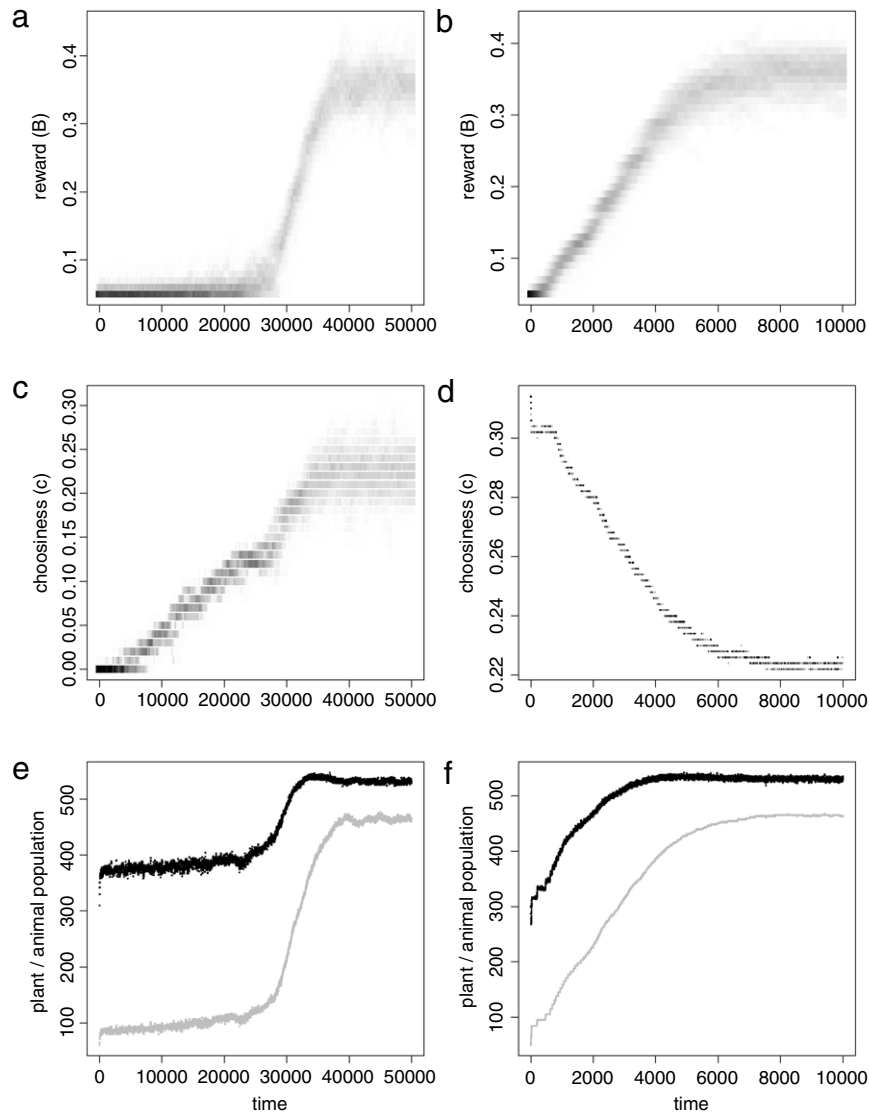 a
reward (B)
0.1 0.2 0.3 0.4
0 10000 20000 30000 40000 50000
b
reward (B)
0.1 0.2 0.3 0.4
0 2000 4000 6000 8000 10000
c
choosiness (c)
0.00 0.05 0.10 0.15 0.20 0.25 0.30
0 10000 20000 30000 40000 50000
d
choosiness (c)
0.22 0.24 0.26 0.28 0.30
0 2000 4000 6000 8000 10000
e
plant / animal population
100 200 300 400 500
0 10000 20000 30000 40000 50000
time
f
plant / animal population
100 200 300 400 500
0 2000 4000 6000 8000 10000
time